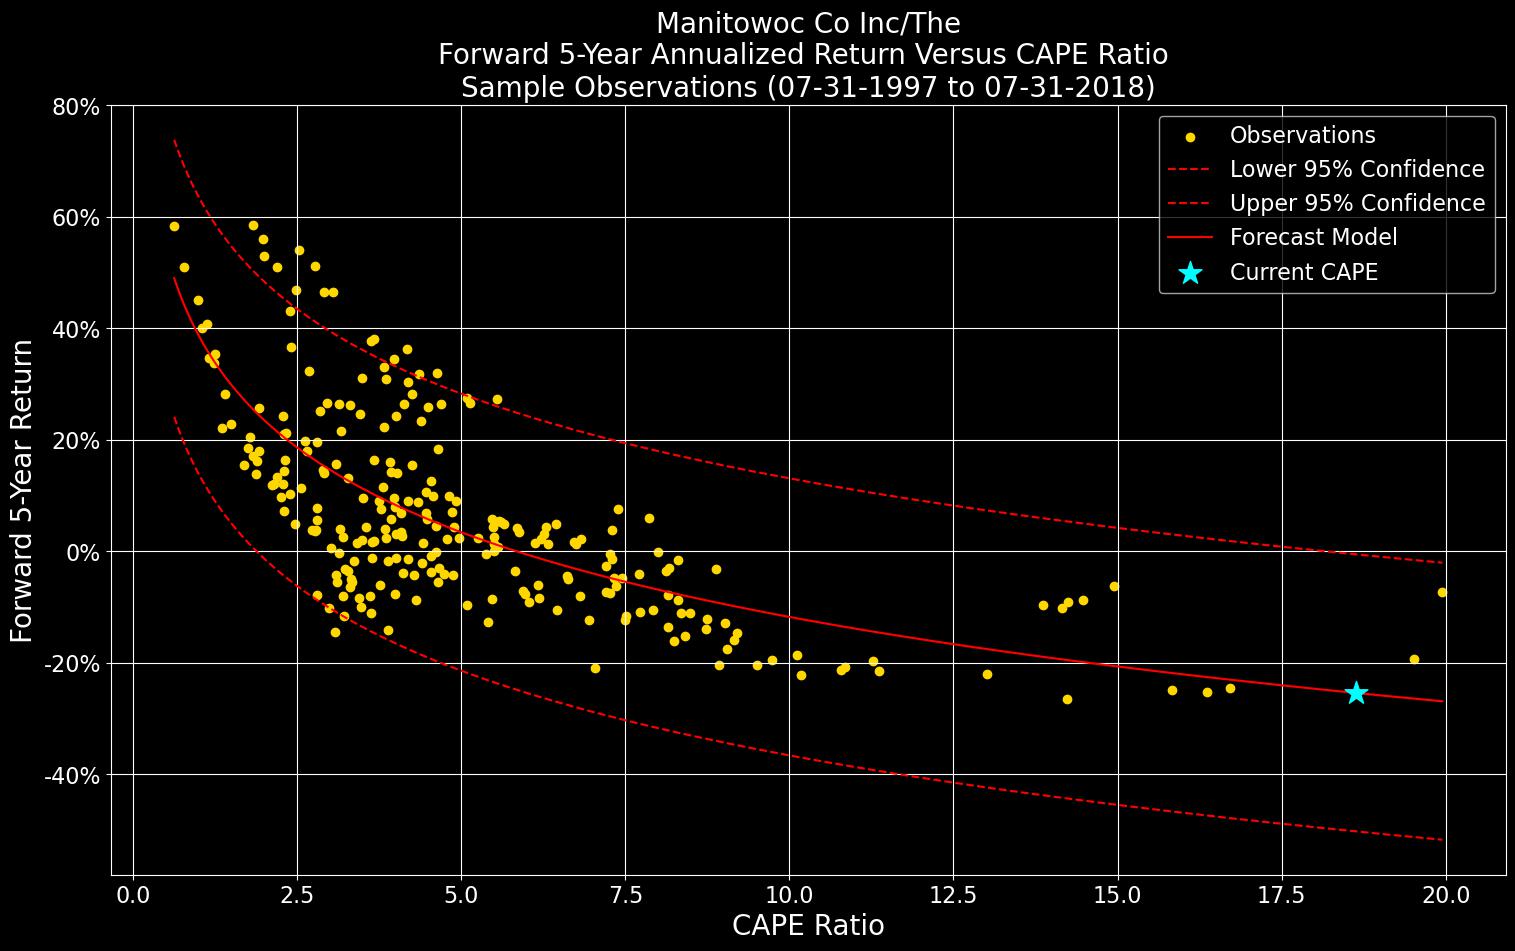 Manitowoc Co Inc/The
Forward 5-Year Annualized Return Versus CAPE Ratio
Sample Observations (07-31-1997 to 07-31-2018)
80%
60%
40%
20%
0%
-20%
-40%
Forward 5-Year Return
Observations
Lower 95% Confidence
Upper 95% Confidence
Forecast Model
Current CAPE
0.0 2.5 5.0 7.5 10.0 12.5 15.0 17.5 20.0
CAPE Ratio